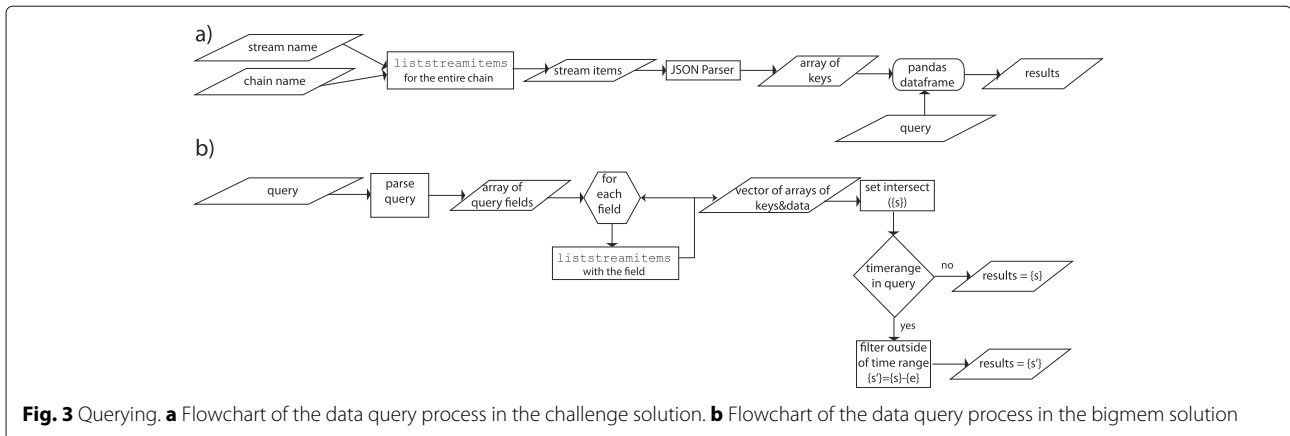 a)
stream name
chain name
liststreamitems
for the entire chain
stream items
JSON Parser
array of
keys
pandas
dataframe
results
query
b)
query
parse
query
array of
query fields
for
each
field
liststreamitems
with the field
vector of arrays of
keys&data
set intersect
({s})
timerange
in query
no
results = {s}
yes
filter outside
of time range
{s'}={s}-{e}
results = {s'}
Fig. 3 Querying. a Flowchart of the data query process in the challenge solution. b Flowchart of the data query process in the bigmem solution